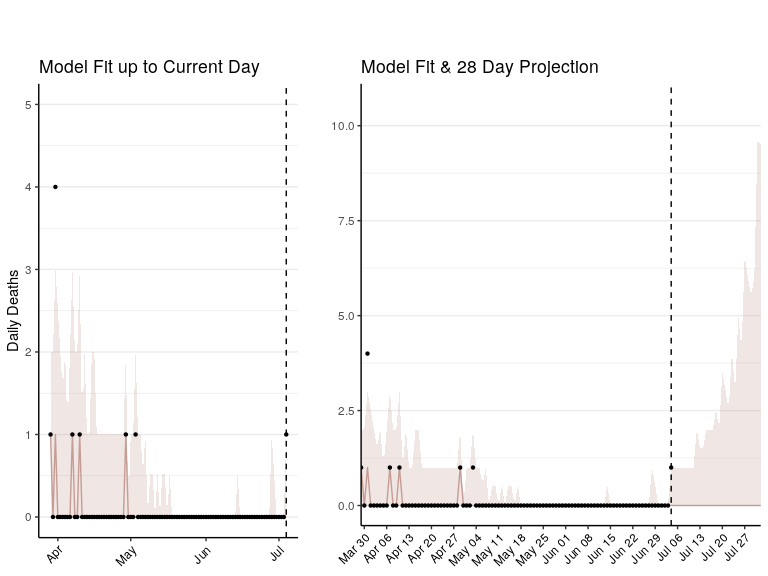 Model Fit up to Current Day
Daily Deaths
5
4
3
2
1
0
Apr
May
Jun
Jul
Model Fit & 28 Day Projection
10.0
7.5
5.0
2.5
0.0
Mar 30
Apr 06
Apr 13
Apr 20
Apr 27
May 04
May 11
May 18
May 25
Jun 01
Jun 08
Jun 15
Jun 22
Jun 29
Jul 06
Jul 13
Jul 20
Jul 27